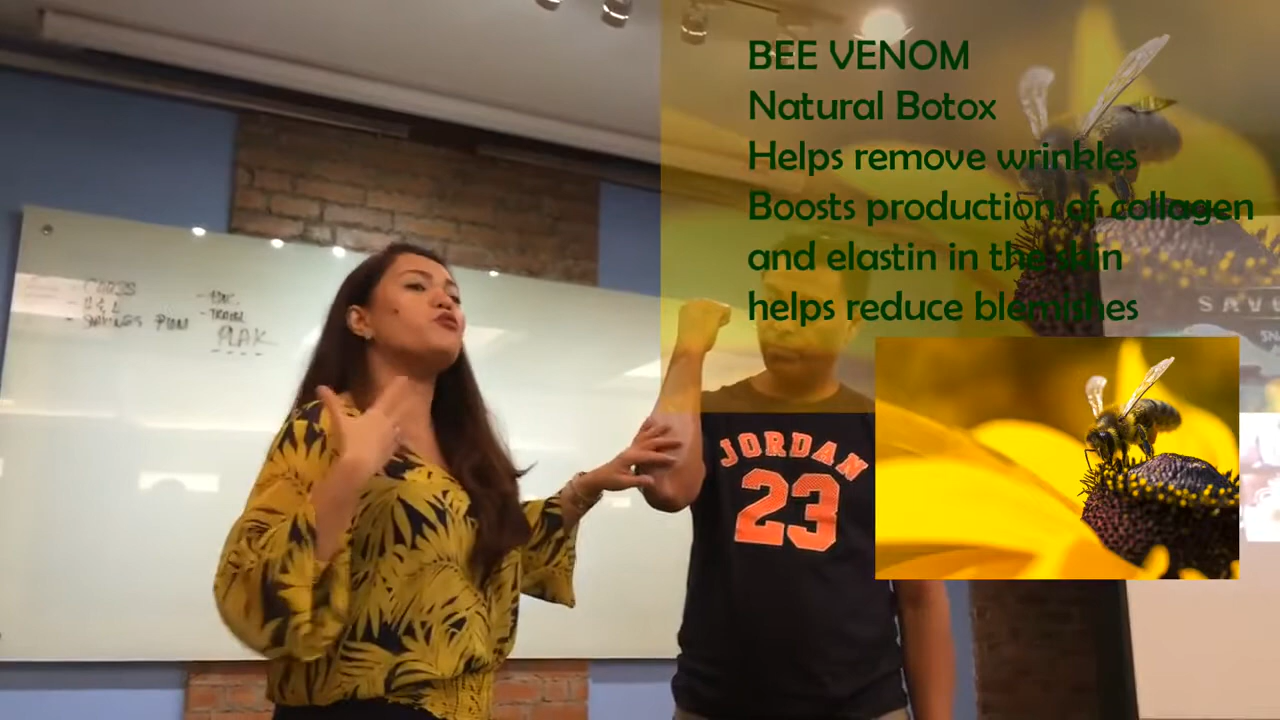 BEE VENOM
Natural Botox
Helps remove wrinkles
Boosts production of collagen
and elastin in the skin
helps reduce blemishes
JORDAN
23
PLAK